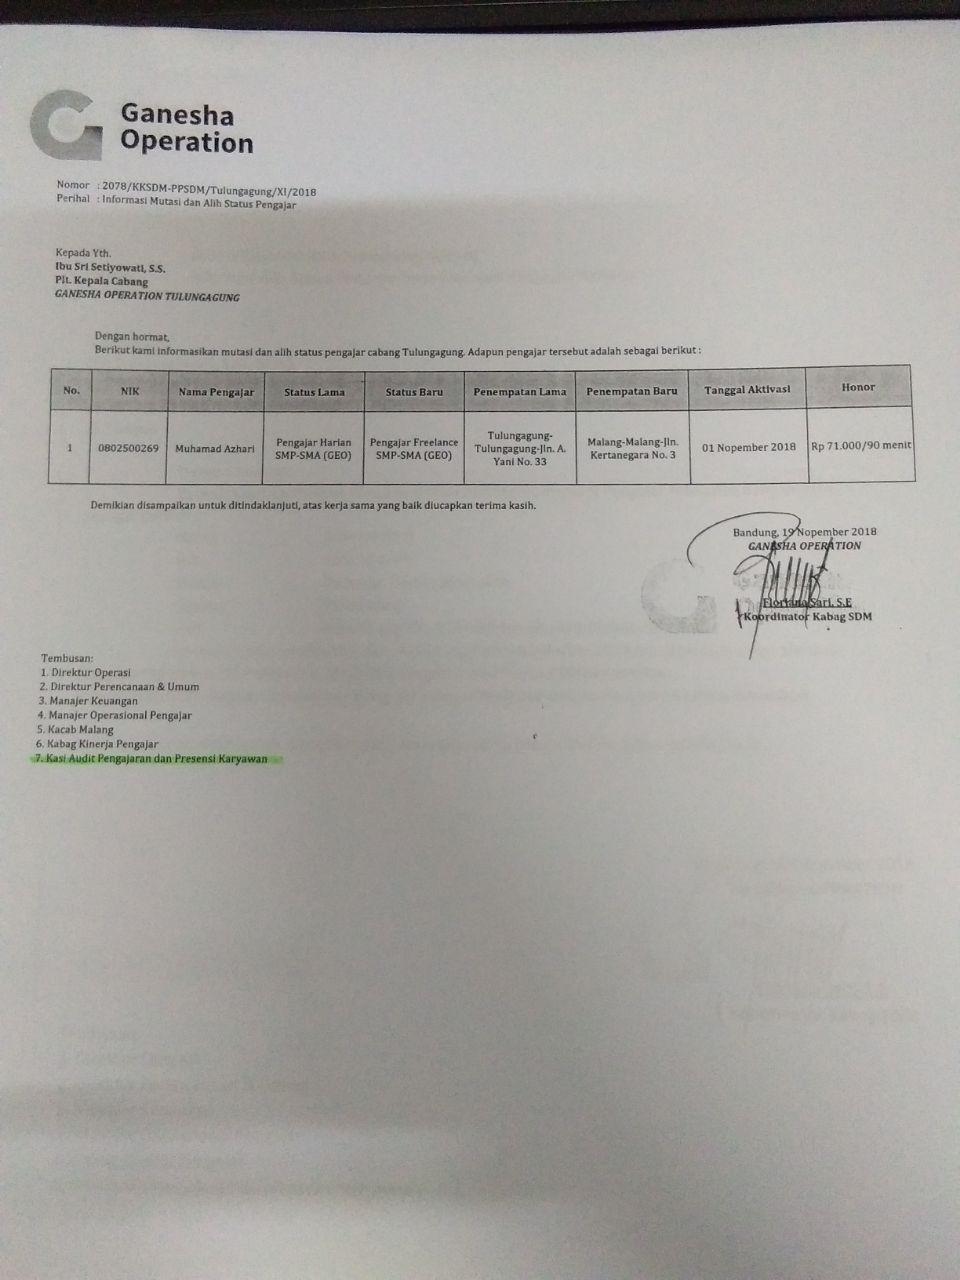 Ganesha
Operation
Nomor : 2078/KKSDM-PPSDM/Tulungagung/XI/2018
Perihal : Informasi Mutasi dan Alih Status Pengajar
Kepada Yth.
Ibu Sri Setiyowati, S.S.
Plt. Kepala Cabang
GANESHA OPERATION TULUNGAGUNG
Dengan hormat,
Berikut kami informasikan mutasi dan alih status pengajar cabang Tulungagung. Adapun pengajar tersebut adalah sebagai berikut :
No. NIK Nama Pengajar Status Lama Status Baru Penempatan Lama Penempatan Baru Tanggal Aktivasi Honor
1 0802500269 Muhamad Azhari Pengajar Harian SMP-SMA (GEO) Pengajar Freelance SMP-SMA (GEO) Tulungagung-Tulungagung-Jln. A. Yani No. 33 Malang-Malang-Jln. Kertanegara No. 3 01 Nopember 2018 Rp 71.000/90 menit
Demikian disampaikan untuk ditindaklanjuti, atas kerja sama yang baik diucapkan terima kasih.
Bandung, 19 Nopember 2018
GANESHA OPERATION
Floriana Sari, S.E
Koordinator Kabag SDM
Tembusan:
1. Direktur Operasi
2. Direktur Perencanaan & Umum
3. Manajer Keuangan
4. Manajer Operasional Pengajar
5. Kacab Malang
6. Kabag Kinerja Pengajar
7. Kasi Audit Pengajaran dan Presensi Karyawan